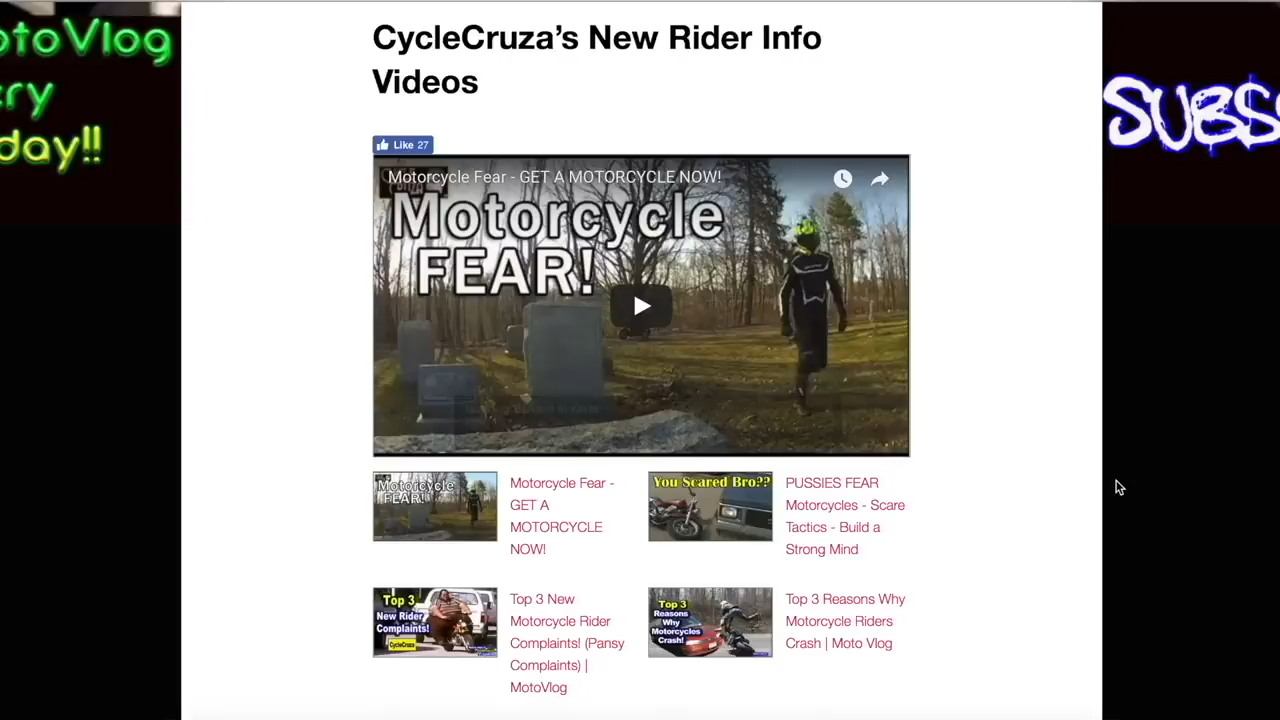 otoVlog
ery
day!!
CycleCruza's New Rider Info
Videos
SUBS
Like 27
Motorcycle Fear - GET A MOTORCYCLE NOW!
Motorcycle
FEAR!
Motorcycle
FEAR!
Motorcycle Fear -
GET A
MOTORCYCLE
NOW!
You Scared Bro??
PUSSIES FEAR
Motorcycles - Scare
Tactics - Build a
Strong Mind
Top 3
New Rider
Complaints!
CycleCruza
Top 3 New
Motorcycle Rider
Complaints! (Pansy
Complaints) |
MotoVlog
Top 3
Reasons
Why
Motorcycles
Crash!
Top 3 Reasons Why
Motorcycle Riders
Crash | Moto Vlog